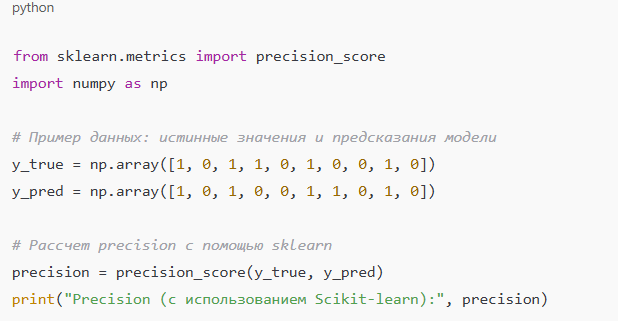 python
from sklearn.metrics import precision_score
import numpy as np
# Пример данных: истинные значения и предсказания модели
y_true = np.array([1, 0, 1, 1, 0, 1, 0, 0, 1, 0])
y_pred = np.array([1, 0, 1, 0, 0, 1, 1, 0, 1, 0])
# Рассчет precision с помощью sklearn
precision = precision_score(y_true, y_pred)
print("Precision (с использованием Scikit-learn):", precision)